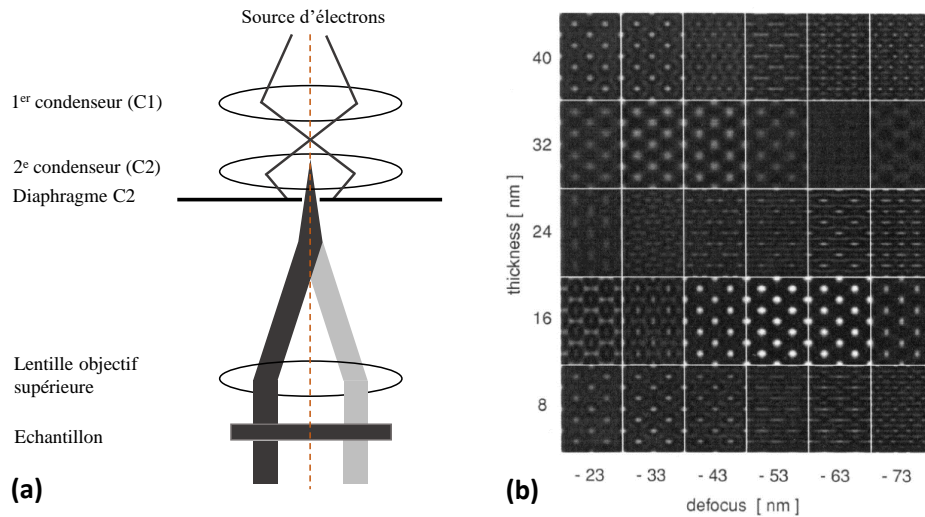 Source d'électrons
1er condenseur (C1)
2e condenseur (C2)
Diaphragme C2
Lentille objectif
supérieure
Echantillon
(a)
thickness [ nm ]
40
32
24
16
8
- 23 - 33 - 43 - 53 - 63 - 73
defocus [ nm ]
(b)